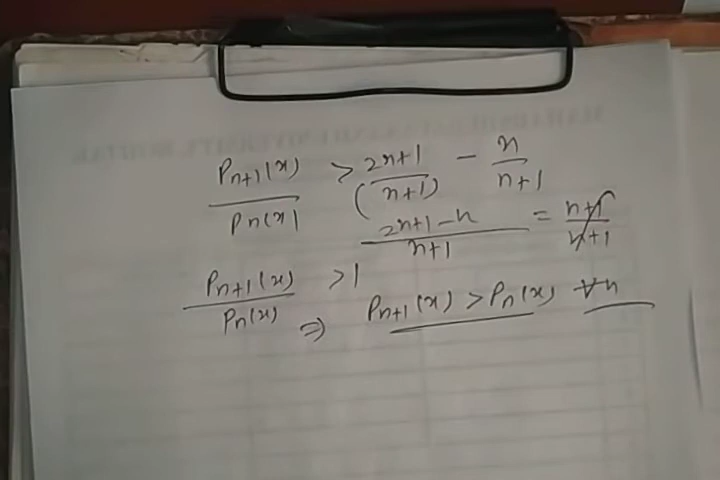 Pn+1(x) / Pn(x) > 2n+1 / (n+1) - n / n+1
2n+1-n / n+1 = n+1 / n+1
Pn+1(x) / Pn(x) > 1
⇒ Pn+1(x) > Pn(x) ∀n